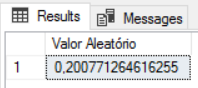 Results Messages
Valor Aleatório
1 0,200771264616255